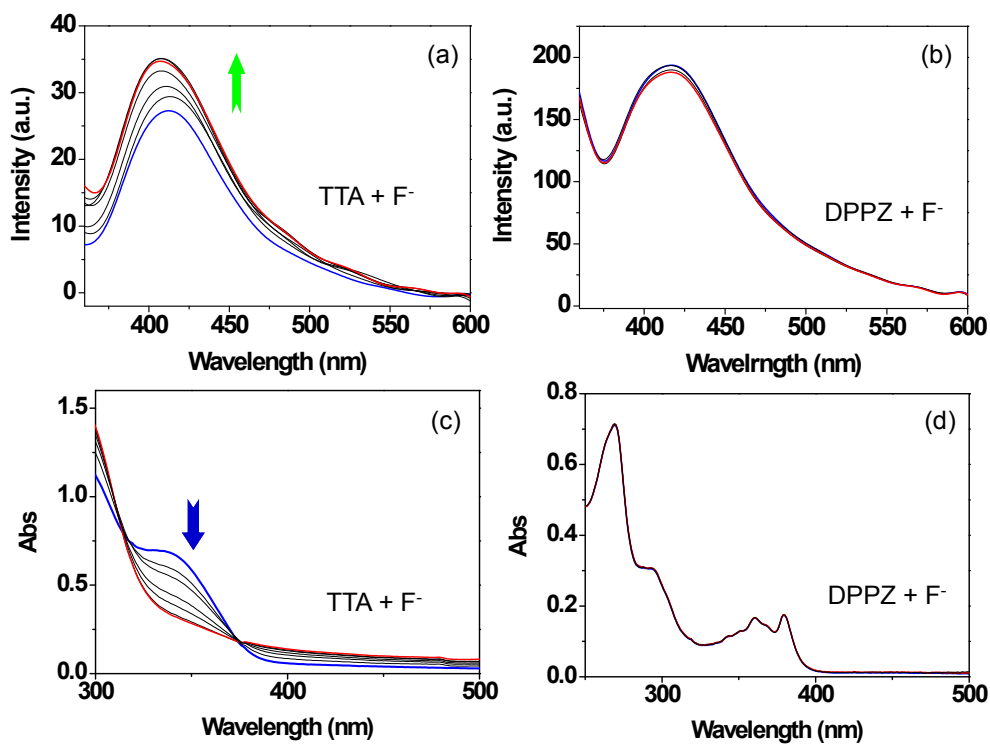 (a)
Intensity (a.u.)
40
30
20
10
0
TTA + F-
400 450 500 550 600
Wavelength (nm)
(b)
Intensity (a.u.)
200
150
100
50
0
DPPZ + F-
400 450 500 550 600
Wavelrngth (nm)
(c)
Abs
1.5
1.0
0.5
0.0
TTA + F-
300 400 500
Wavelength (nm)
(d)
Abs
0.8
0.6
0.4
0.2
0.0
DPPZ + F-
300 400 500
Wavelength (nm)